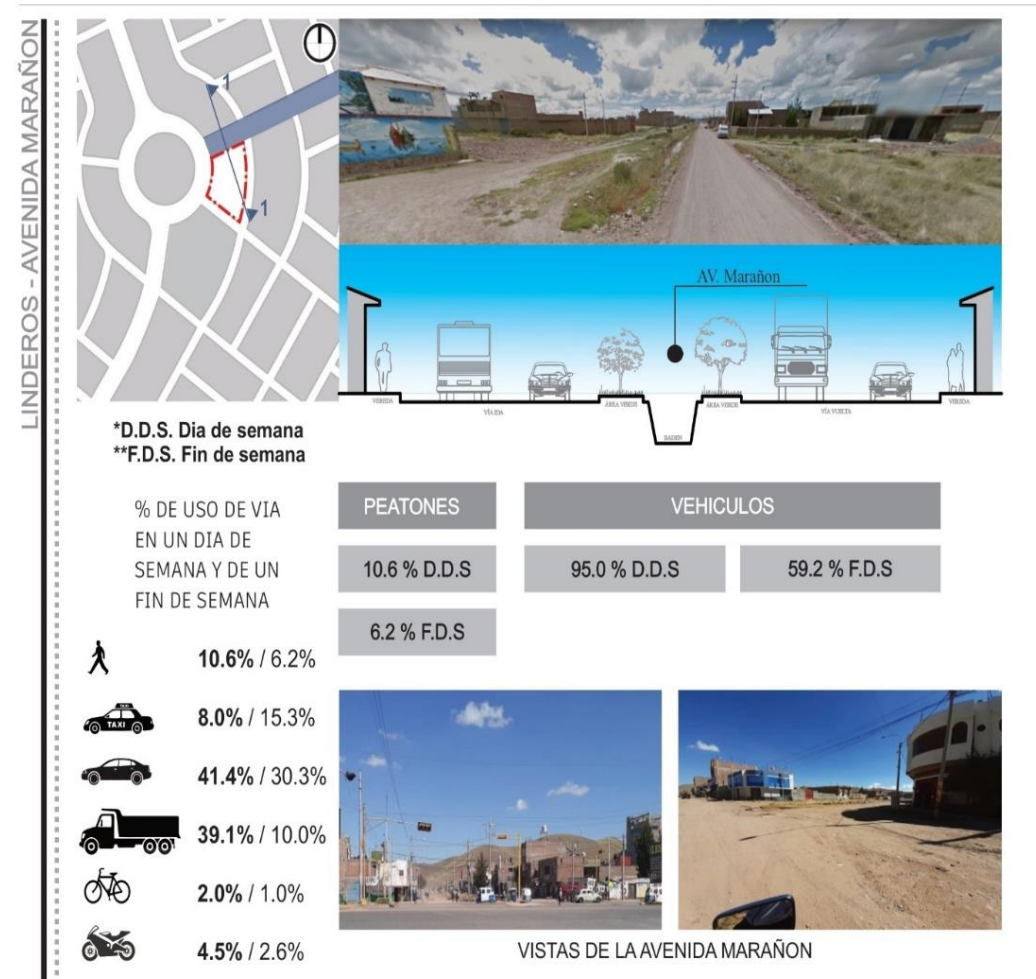 LINDEROS - AVENIDA MARAÑON
1
1
AV. Marañon
VEREDA
VÍA IDA
ÁREA VERDE
BADEN
ÁREA VERDE
VÍA VUELTA
VEREDA
*D.D.S. Dia de semana
**F.D.S. Fin de semana
% DE USO DE VIA
EN UN DIA DE
SEMANA Y DE UN
FIN DE SEMANA
PEATONES
VEHICULOS
10.6 % D.D.S
95.0 % D.D.S
59.2 % F.D.S
6.2 % F.D.S
10.6% / 6.2%
TAXI
TAXI
8.0% / 15.3%
41.4% / 30.3%
39.1% / 10.0%
2.0% / 1.0%
4.5% / 2.6%
VISTAS DE LA AVENIDA MARAÑON